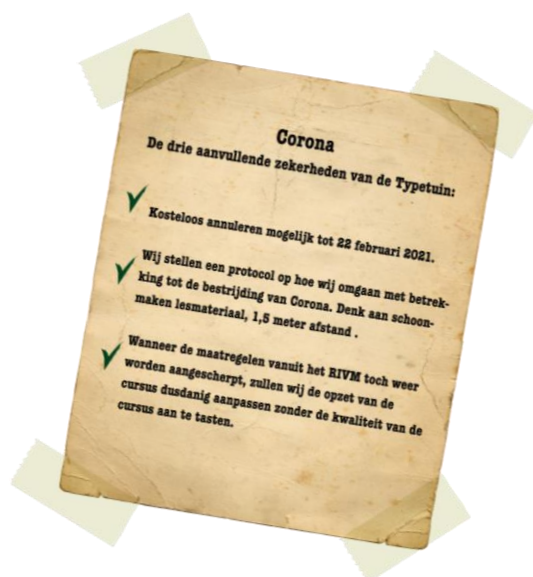 Corona
De drie aanvullende zekerheden van de Typetuin:
Kosteloos annuleren mogelijk tot 22 februari 2021.
Wij stellen een protocol op hoe wij omgaan met betrek-
king tot de bestrijding van Corona. Denk aan schoon-
maken lesmateriaal, 1,5 meter afstand .
Wanneer de maatregelen vanuit het RIVM toch weer
worden aangescherpt, zullen wij de opzet van de
cursus dusdanig aanpassen zonder de kwaliteit van de
cursus aan te tasten.